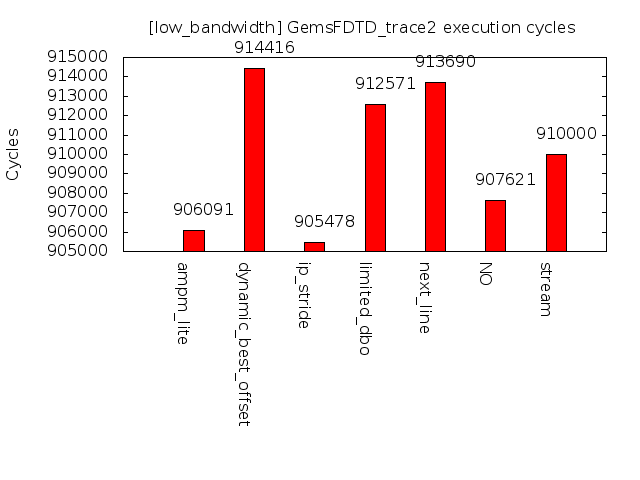 [low_bandwidth] GemsFDTD_trace2 execution cycles
Cycles
915000
914000
913000
912000
911000
910000
909000
908000
907000
906000
905000
906091
914416
905478
912571
913690
907621
910000
ampm_lite
dynamic_best_offset
ip_stride
limited_dbo
next_line
NO
stream